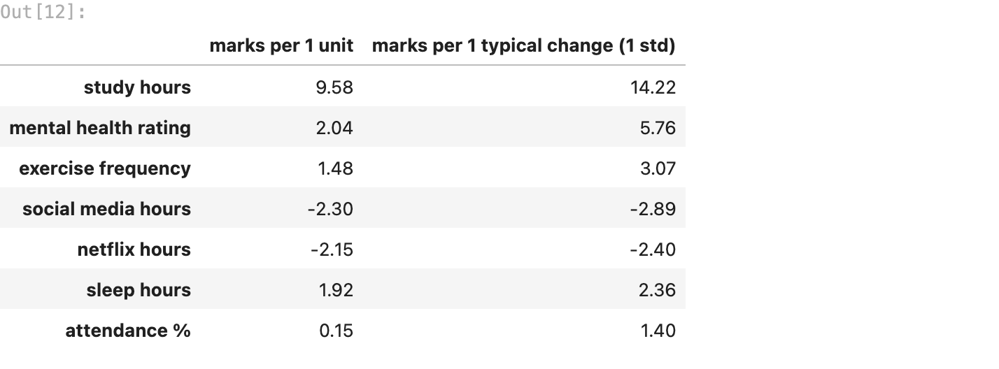 Out[12]:
marks per 1 unit marks per 1 typical change (1 std)
study hours 9.58 14.22
mental health rating 2.04 5.76
exercise frequency 1.48 3.07
social media hours -2.30 -2.89
netflix hours -2.15 -2.40
sleep hours 1.92 2.36
attendance % 0.15 1.40